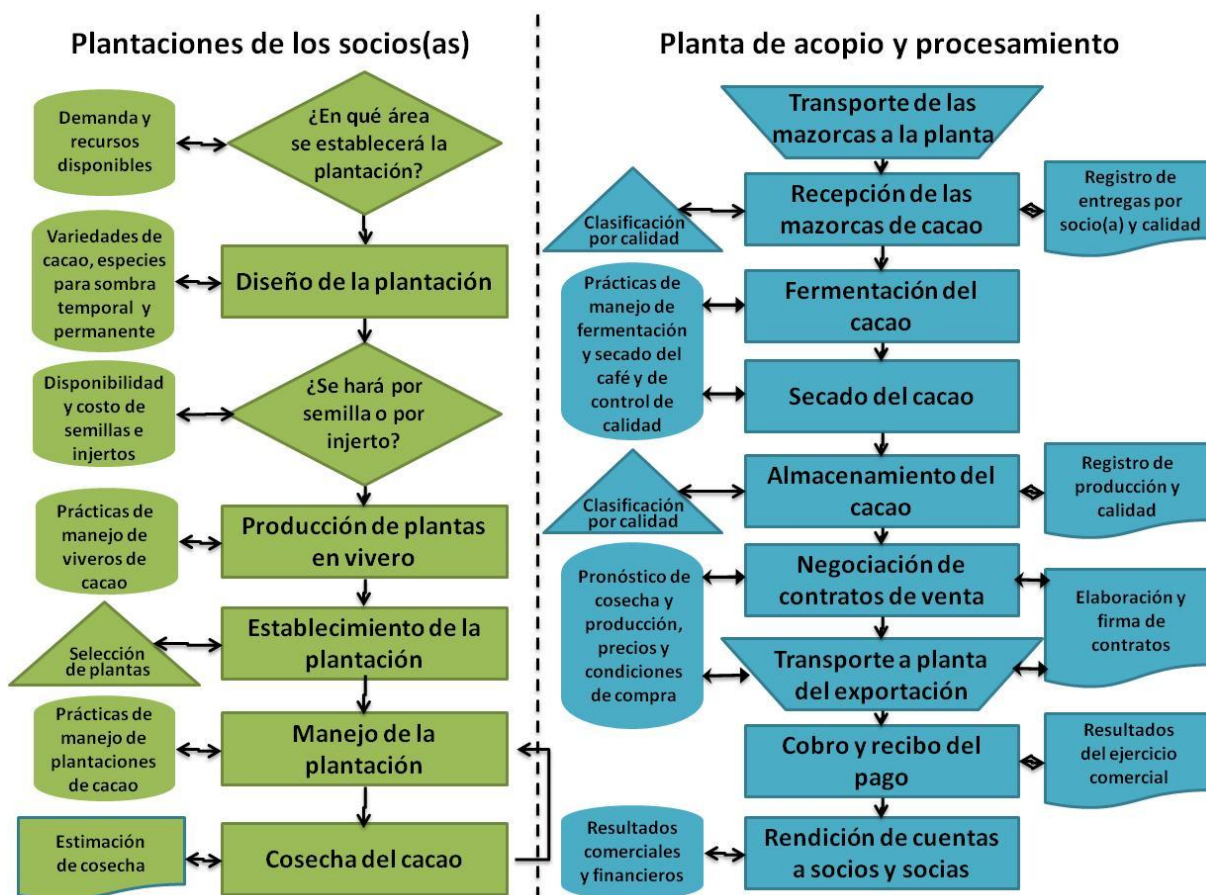 Plantaciones de los socios(as)
Demanda y
recursos
disponibles
¿En qué área
se establecerá la
plantación?
Variedades de
cacao, especies
para sombra
temporal y
permanente
Diseño de la plantación
Disponibilidad
y costo de
semillas e
injertos
¿Se hará por
semilla o por
injerto?
Prácticas de
manejo de
viveros de
cacao
Producción de plantas
en vivero
Selección
de plantas
Establecimiento de la
plantación
Prácticas de
manejo de
plantaciones
de cacao
Manejo de la
plantación
Estimación
de cosecha
Cosecha del cacao
Planta de acopio y procesamiento
Transporte de las
mazorcas a la planta
Clasificación
por calidad
Recepción de las
mazorcas de cacao
Registro de
entregas por
socio(a) y calidad
Prácticas de
manejo de
fermentación
y secado del
café y de
control de
calidad
Fermentación del
cacao
Secado del cacao
Clasificación
por calidad
Almacenamiento del
cacao
Registro de
producción y
calidad
Pronóstico de
cosecha y
producción,
precios y
condiciones
de compra
Negociación de
contratos de venta
Elaboración y
firma de
contratos
Transporte a planta
del exportación
Cobro y recibo del
pago
Resultados
del ejercicio
comercial
Resultados
comerciales
y financieros
Rendición de cuentas
a socios y socias